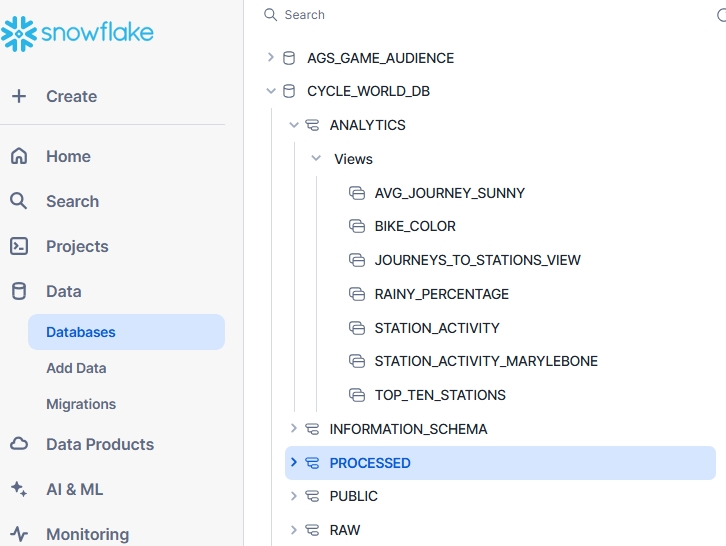 snowflake
Create
Home
Search
Projects
Data
Databases
Add Data
Migrations
Data Products
AI & ML
Monitoring
Search
AGS_GAME_AUDIENCE
CYCLE_WORLD_DB
ANALYTICS
Views
AVG_JOURNEY_SUNNY
BIKE_COLOR
JOURNEYS_TO_STATIONS_VIEW
RAINY_PERCENTAGE
STATION_ACTIVITY
STATION_ACTIVITY_MARYLEBONE
TOP_TEN_STATIONS
INFORMATION_SCHEMA
PROCESSED
PUBLIC
RAW